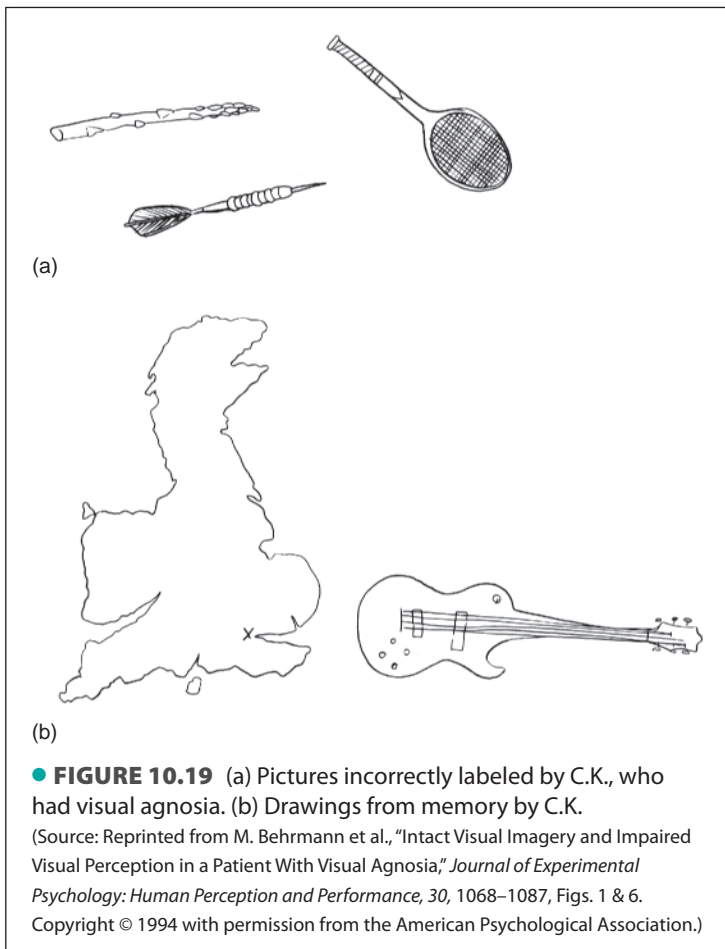 (a)
X
(b)
● FIGURE 10.19 (a) Pictures incorrectly labeled by C.K., who
had visual agnosia. (b) Drawings from memory by C.K.
(Source: Reprinted from M. Behrmann et al., “Intact Visual Imagery and Impaired
Visual Perception in a Patient With Visual Agnosia,” Journal of Experimental
Psychology: Human Perception and Performance, 30, 1068–1087, Figs. 1 & 6.
Copyright © 1994 with permission from the American Psychological Association.)